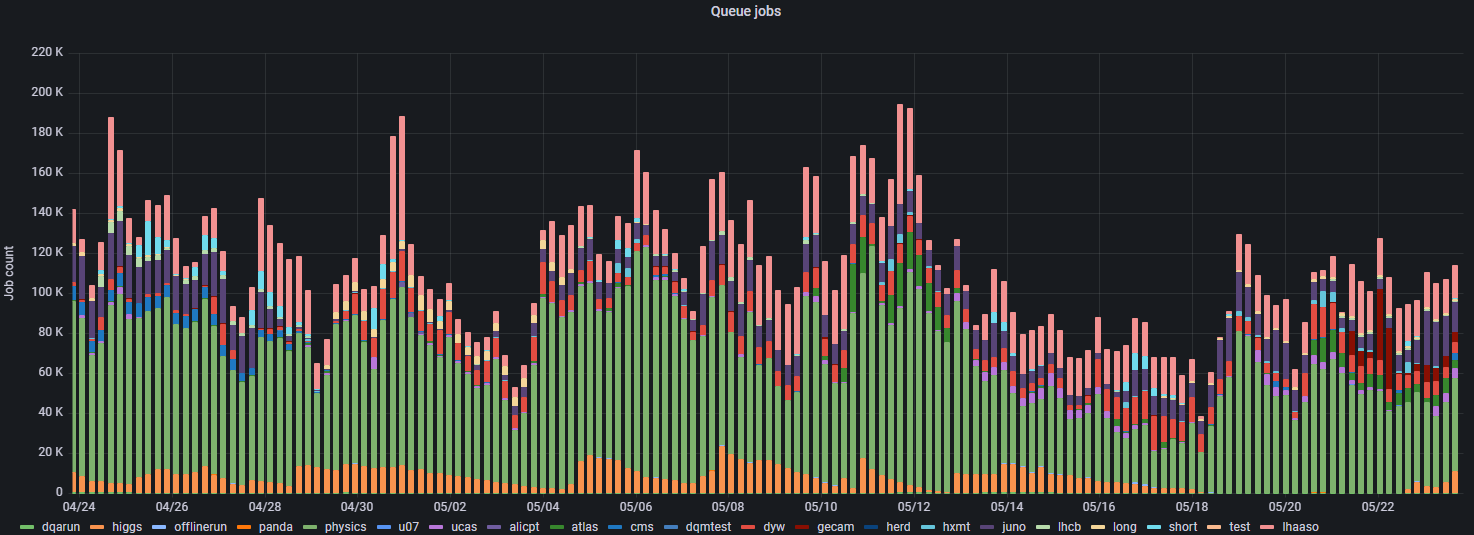 Queue jobs
220 K
200 K
180 K
160 K
140 K
120 K
100 K
80 K
60 K
40 K
20 K
0
Job count
04/24 04/26 04/28 04/30 05/02 05/04 05/06 05/08 05/10 05/12 05/14 05/16 05/18 05/20 05/22
dqarun higgs offlinerun panda physics u07 ucas alicpt atlas cms dqmtest dyw gecam herd hxmt juno lhcb long short test lhaaso